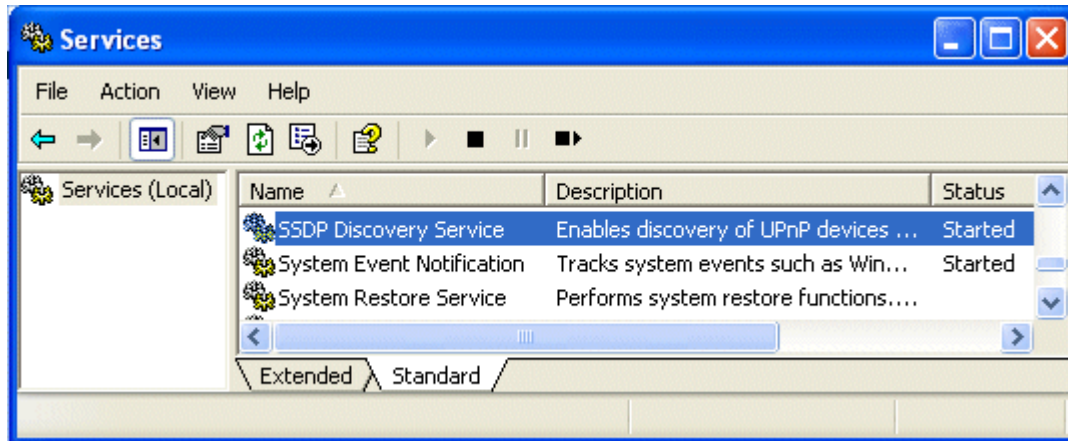 Services
File Action View Help
Services (Local)
Name Description Status
SSDP Discovery Service Enables discovery of UPnP devices ... Started
System Event Notification Tracks system events such as Win... Started
System Restore Service Performs system restore functions....
Extended Standard